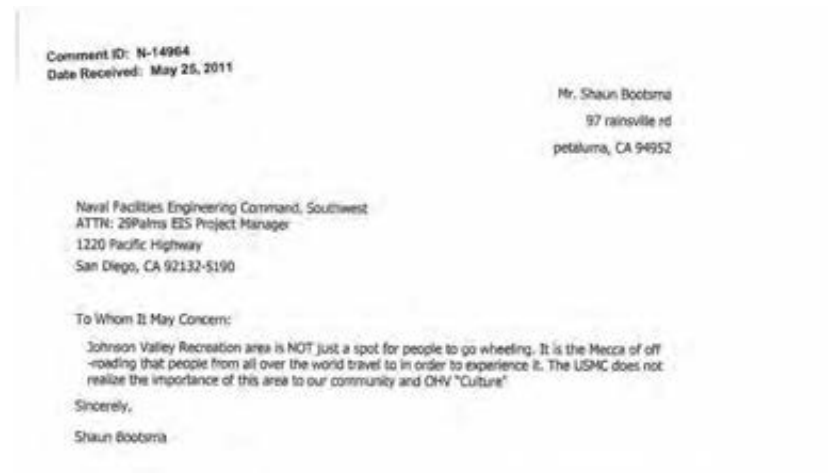 Comment ID: N-14964
Date Received: May 25, 2011
Mr. Shaun Bootsma
97 rainsville rd
petaluma, CA 94952
Naval Facilities Engineering Command, Southwest
ATTN: 29Palms EIS Project Manager
1220 Pacific Highway
San Diego, CA 92132-5190
To Whom It May Concern:
Johnson Valley Recreation area is NOT just a spot for people to go wheeling. It is the Mecca of off
-roading that people from all over the world travel to in order to experience it. The USMC does not
realize the importance of this area to our community and OHV "Culture"
Sincerely,
Shaun Bootsma